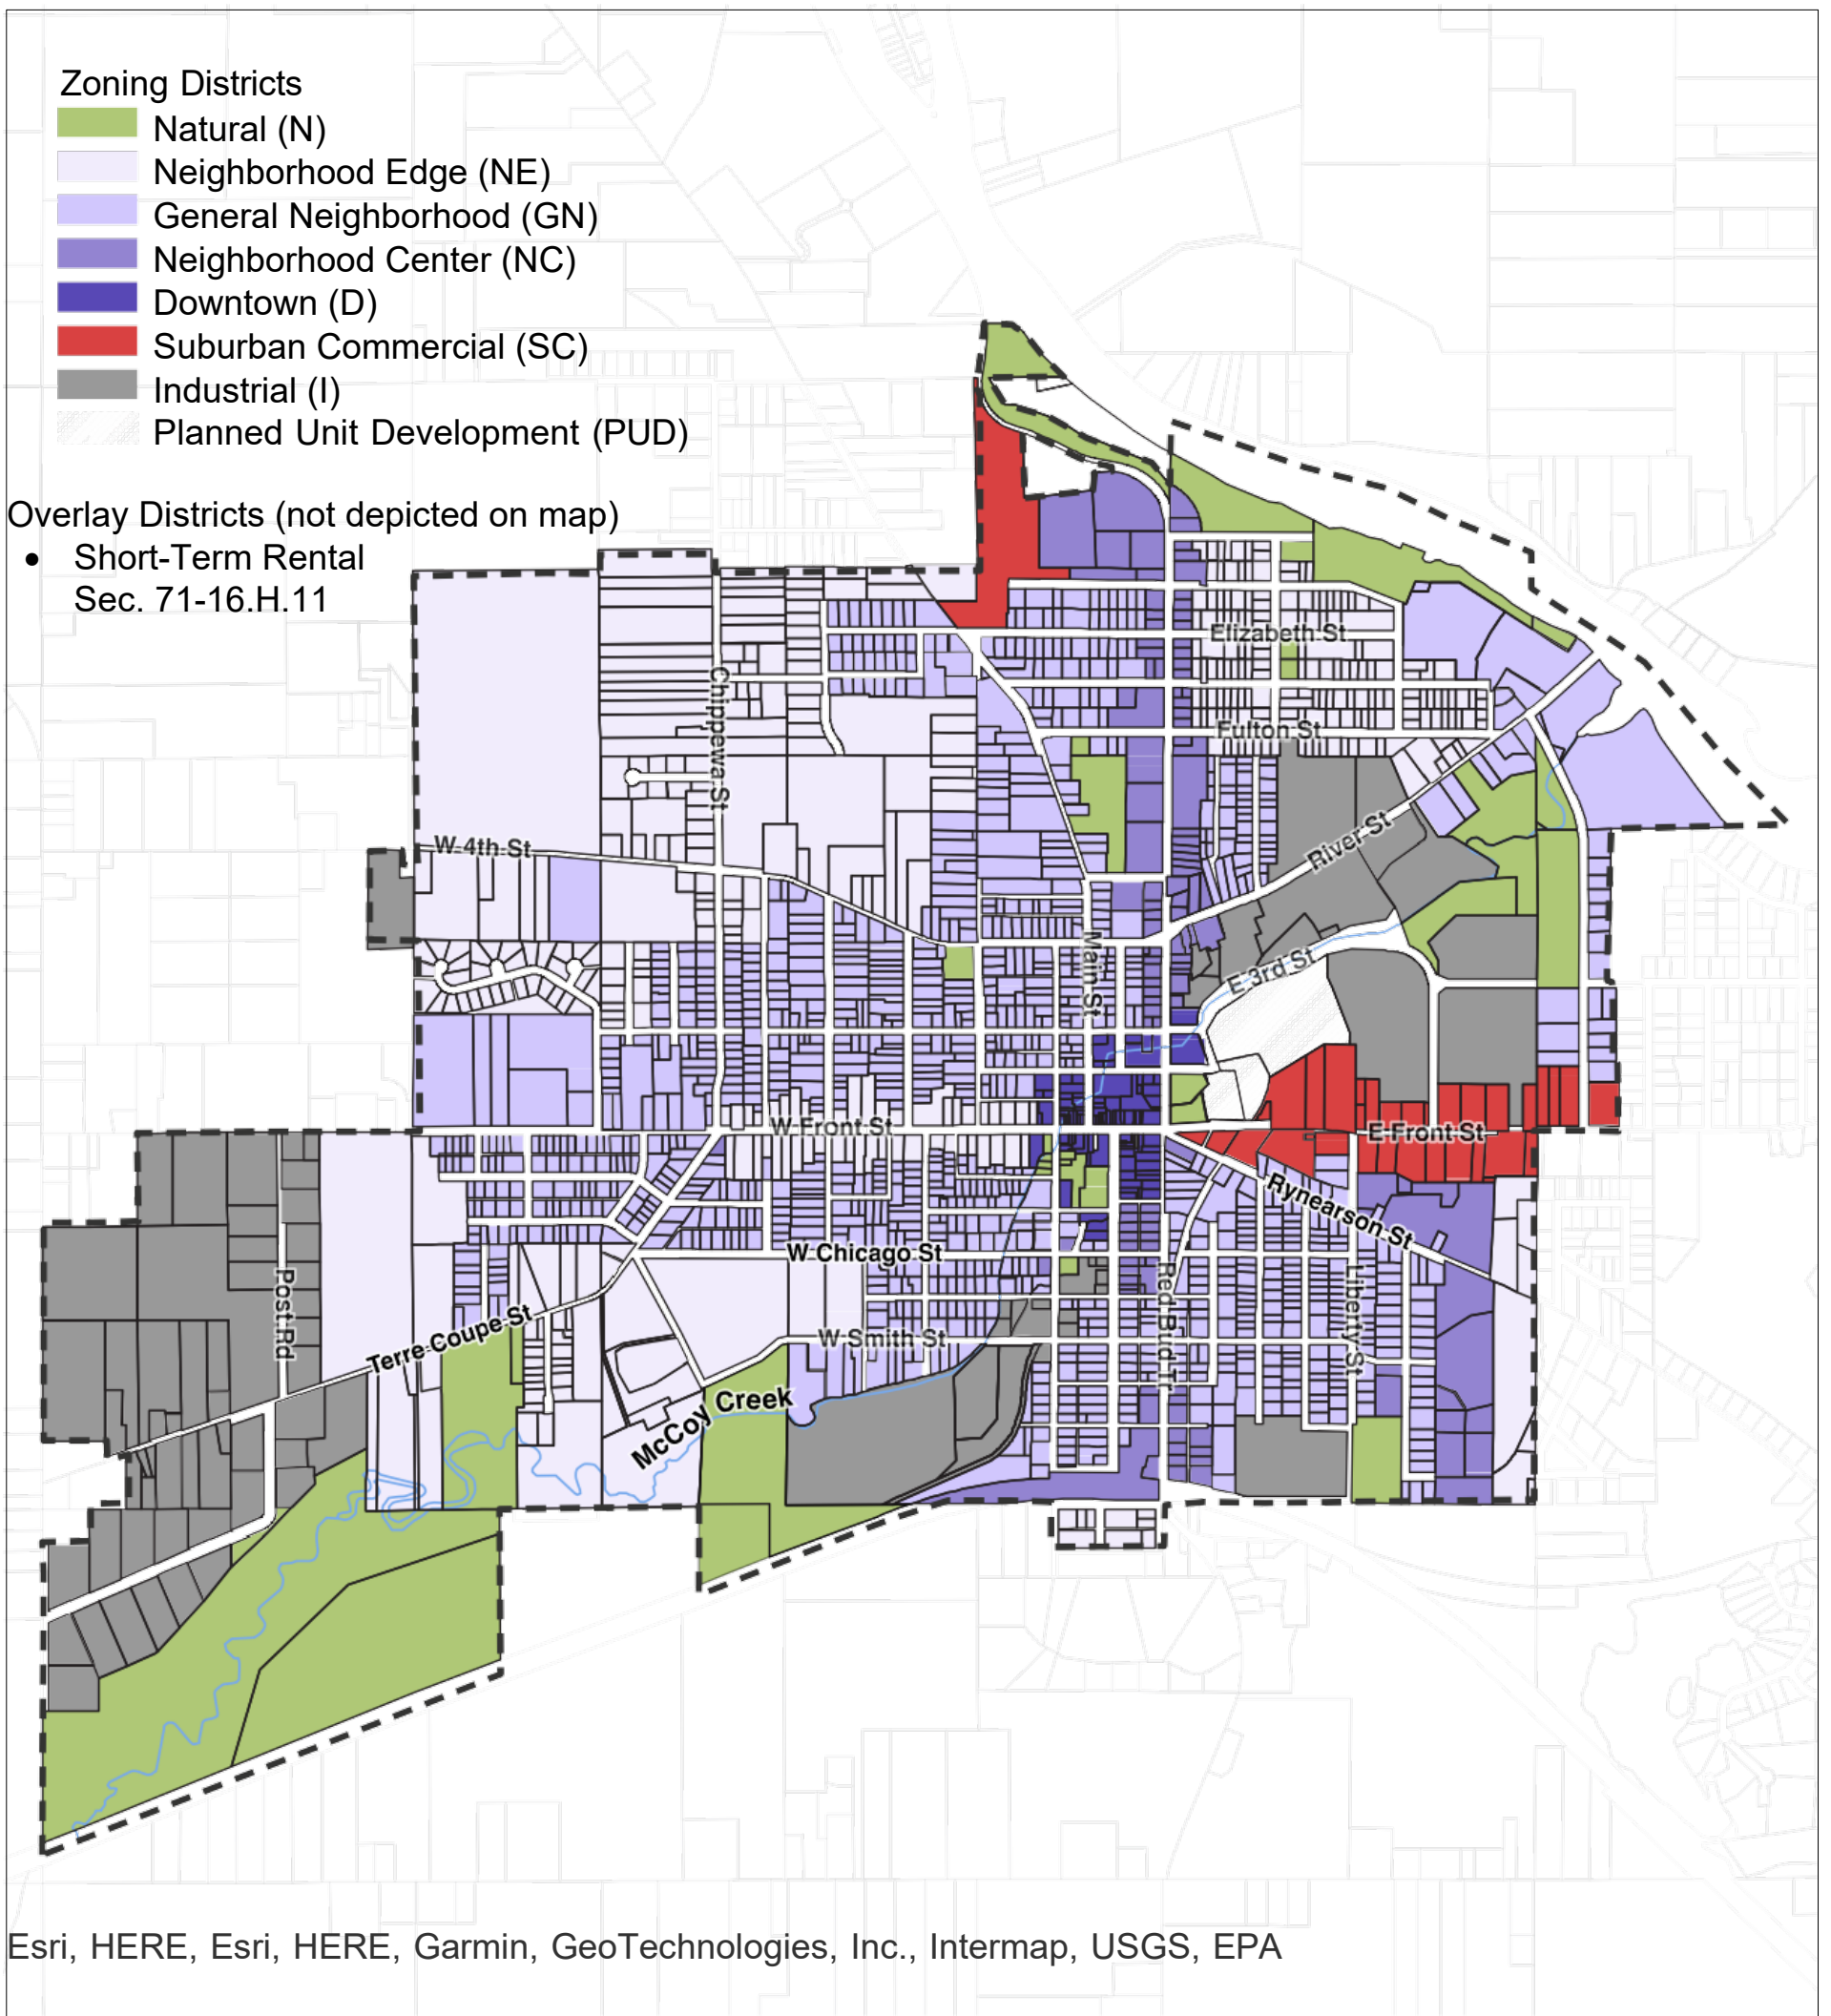 Zoning Districts
Natural (N)
Neighborhood Edge (NE)
General Neighborhood (GN)
Neighborhood Center (NC)
Downtown (D)
Suburban Commercial (SC)
Industrial (I)
Planned Unit Development (PUD)
Overlay Districts (not depicted on map)
• Short-Term Rental
Sec. 71-16.H.11
Elizabeth St
Chippewa St
Fulton St
W 4th St
River St
Main St
E 3rd St
W Front St
E Front St
Rynearson St
W Chicago St
Post Rd
Red Bud Tr
Liberty St
Terre Coupe St
W Smith St
McCoy Creek
Esri, HERE, Esri, HERE, Garmin, GeoTechnologies, Inc., Intermap, USGS, EPA